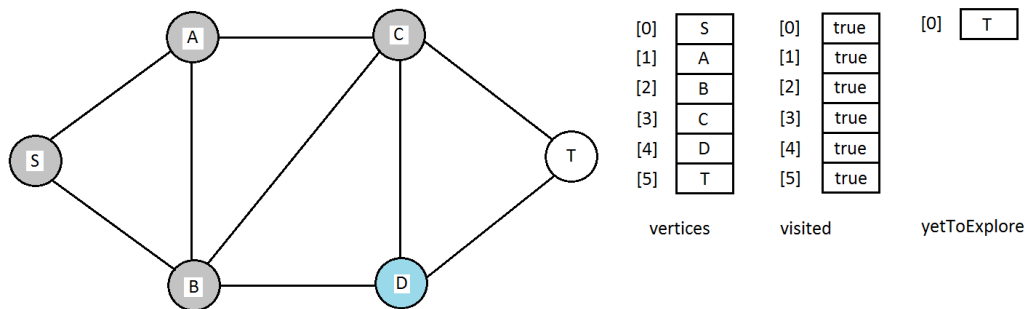 A
C
S
T
B
D
[0] S
[1] A
[2] B
[3] C
[4] D
[5] T
vertices
[0] true
[1] true
[2] true
[3] true
[4] true
[5] true
visited
[0] T
yetToExplore